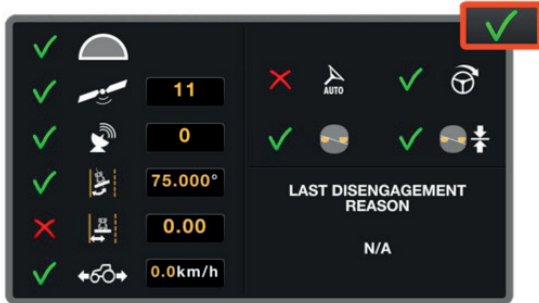 11
AUTO
0
75.000°
LAST DISENGAGEMENT
REASON
0.00
N/A
0.0km/h